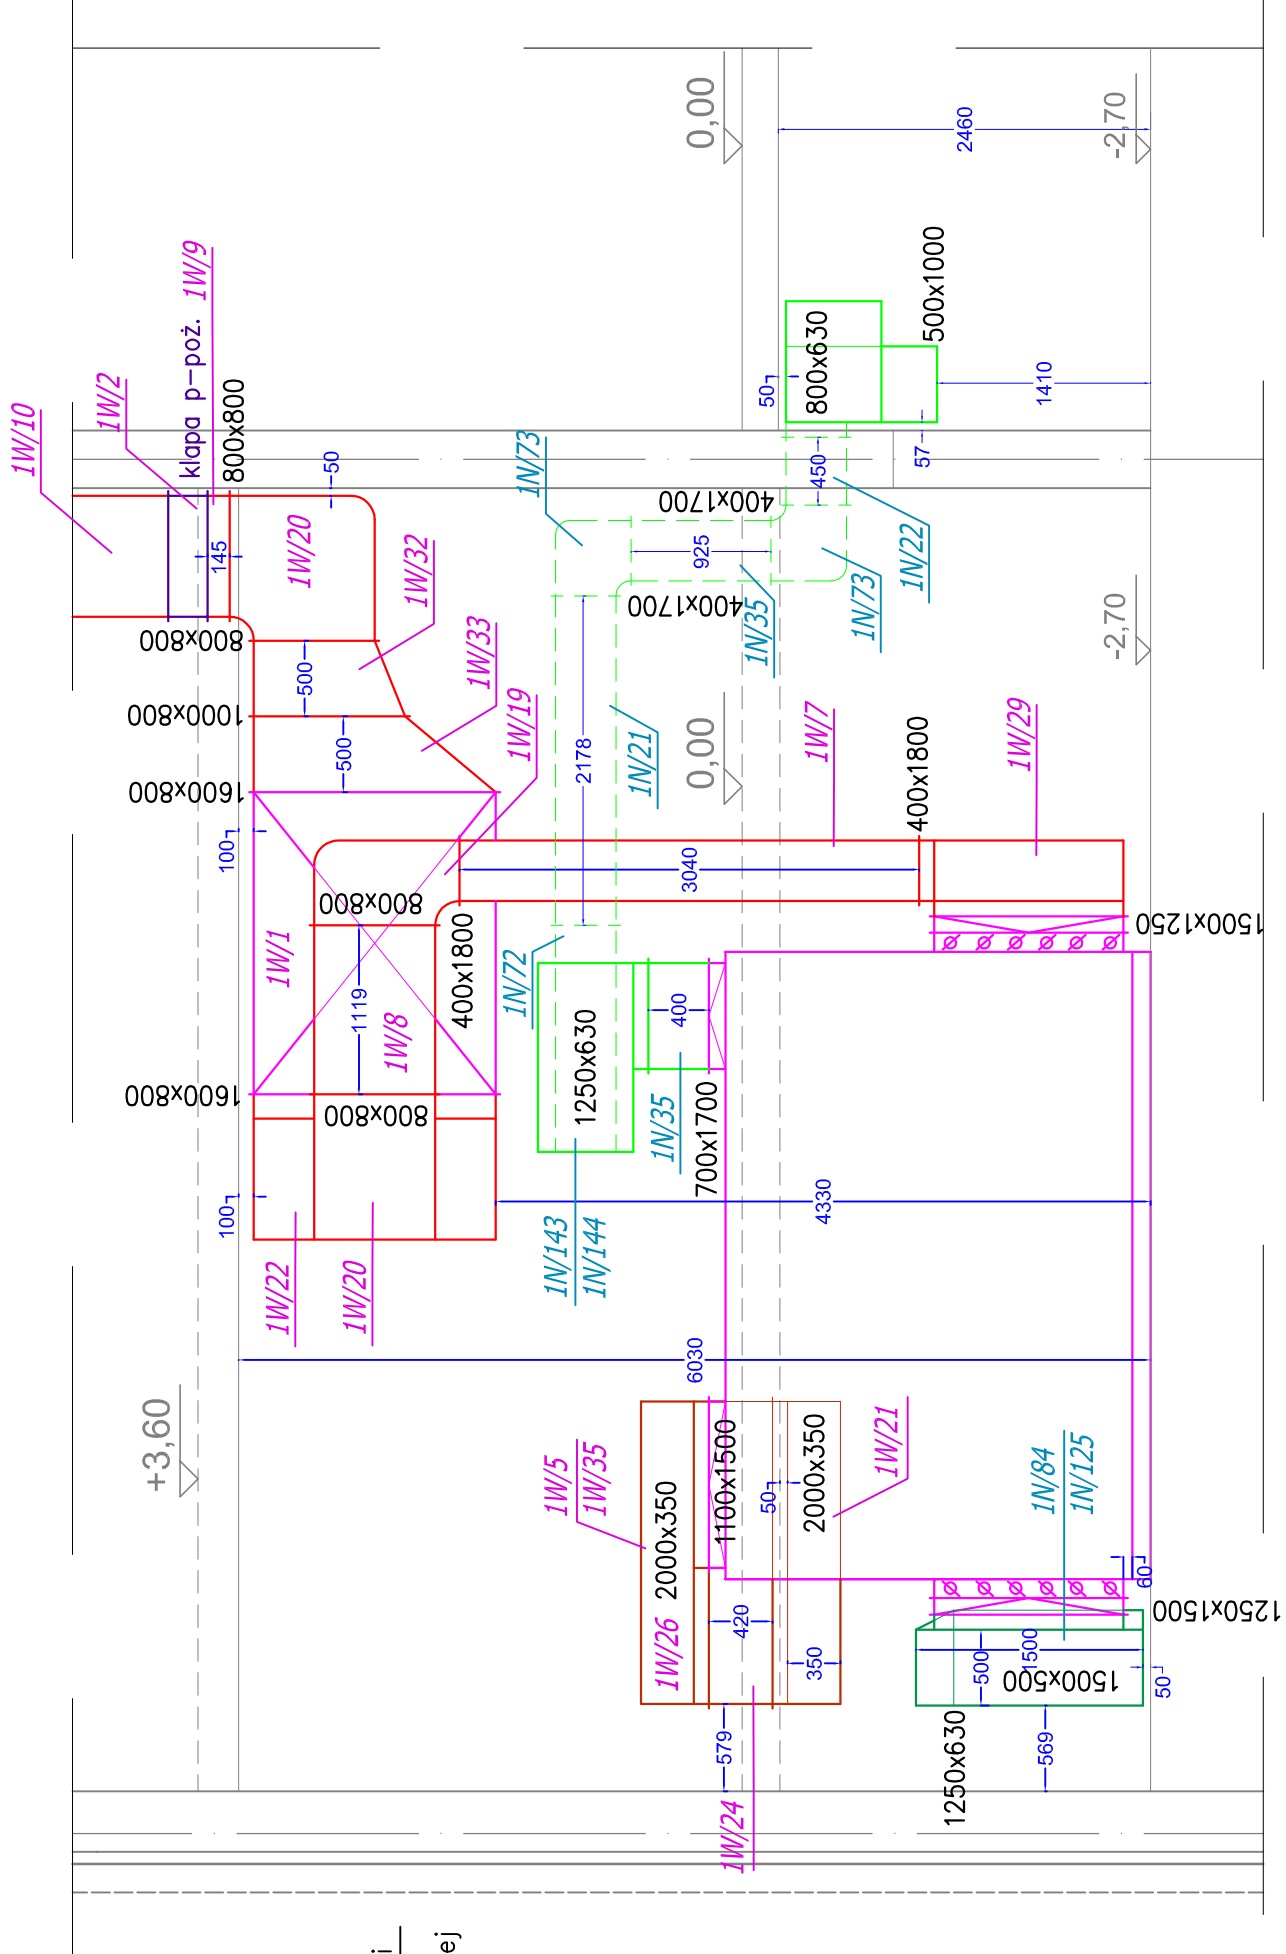 1W/10
1W/2
klapa p-poż. 1W/9
800x800
50
145
1W/20
1W/32
1W/33
1W/19
800x800
500
1000x800
500
1600x800
100
1W/1
800x800
1119
1W/8
400x1800
1600x800
800x800
100
1W/22
1W/20
+3,60
0,00
-2,70
2460
50
800x630
500x1000
1410
57
450
400x1700
1N/73
925
400x1700
1N/35
1N/73
1N/22
-2,70
2178
1N/21
0,00
1W/7
400x1800
1W/29
3040
1500x1250
1N/72
1250x630
400
1N/35
700x1700
1N/143
1N/144
4330
6030
1W/5
1W/35
2000x350
1W/26
1100x1500
50
2000x350
1W/21
420
350
579
1W/24
1N/84
1N/125
60
1250x1500
500
1500
1500x500
50
1250x630
569
i
ej